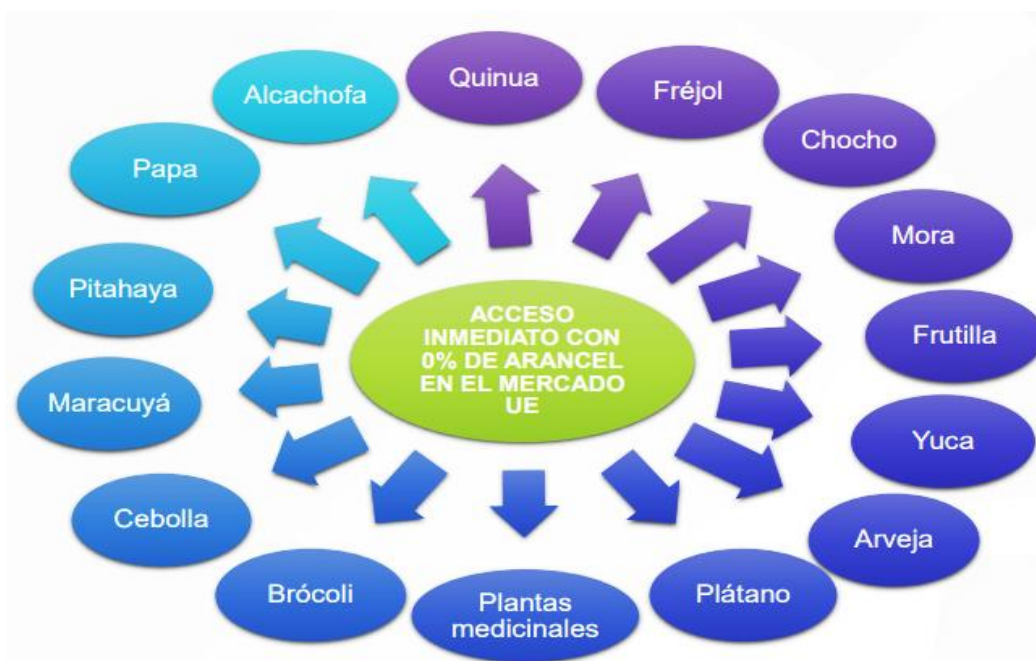 Quinua
Fréjol
Chocho
Mora
Frutilla
Yuca
Arveja
Plátano
Plantas
medicinales
Brócoli
Cebolla
Maracuyá
Pitahaya
Papa
Alcachofa
ACCESO
INMEDIATO CON
0% DE ARANCEL
EN EL MERCADO
UE